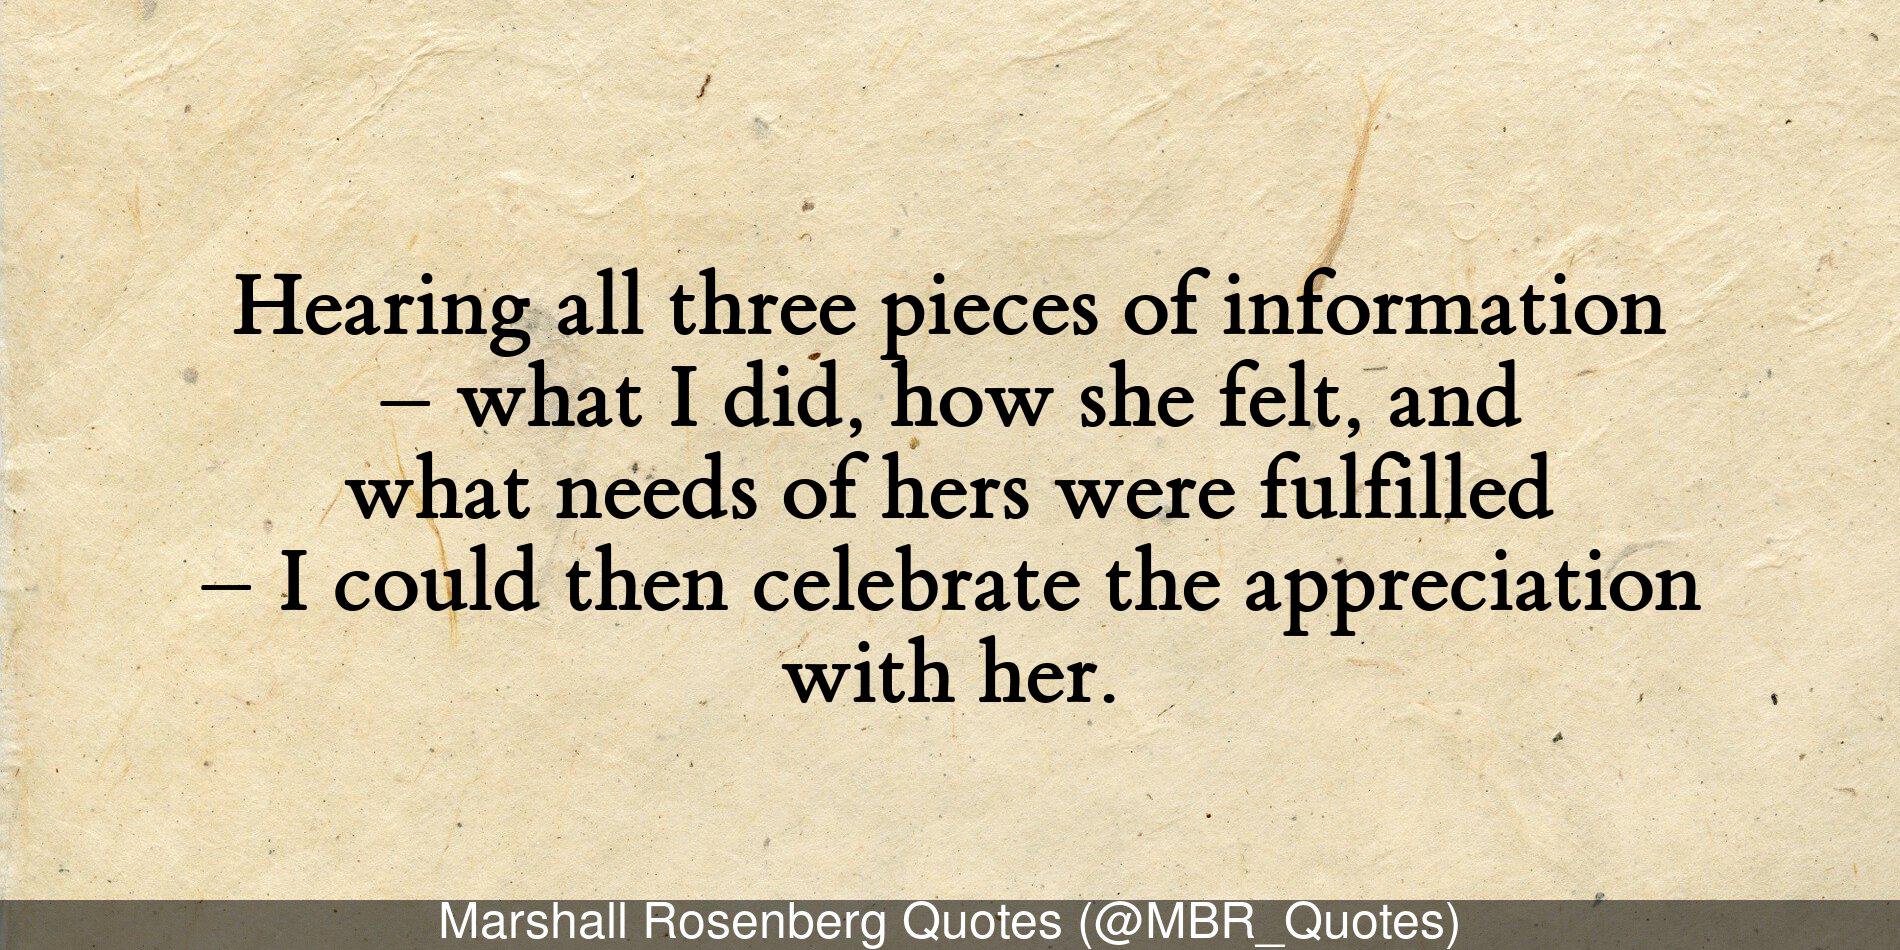 Hearing all three pieces of information
– what I did, how she felt, and
what needs of hers were fulfilled
– I could then celebrate the appreciation
with her.
Marshall Rosenberg Quotes (@MBR_Quotes)